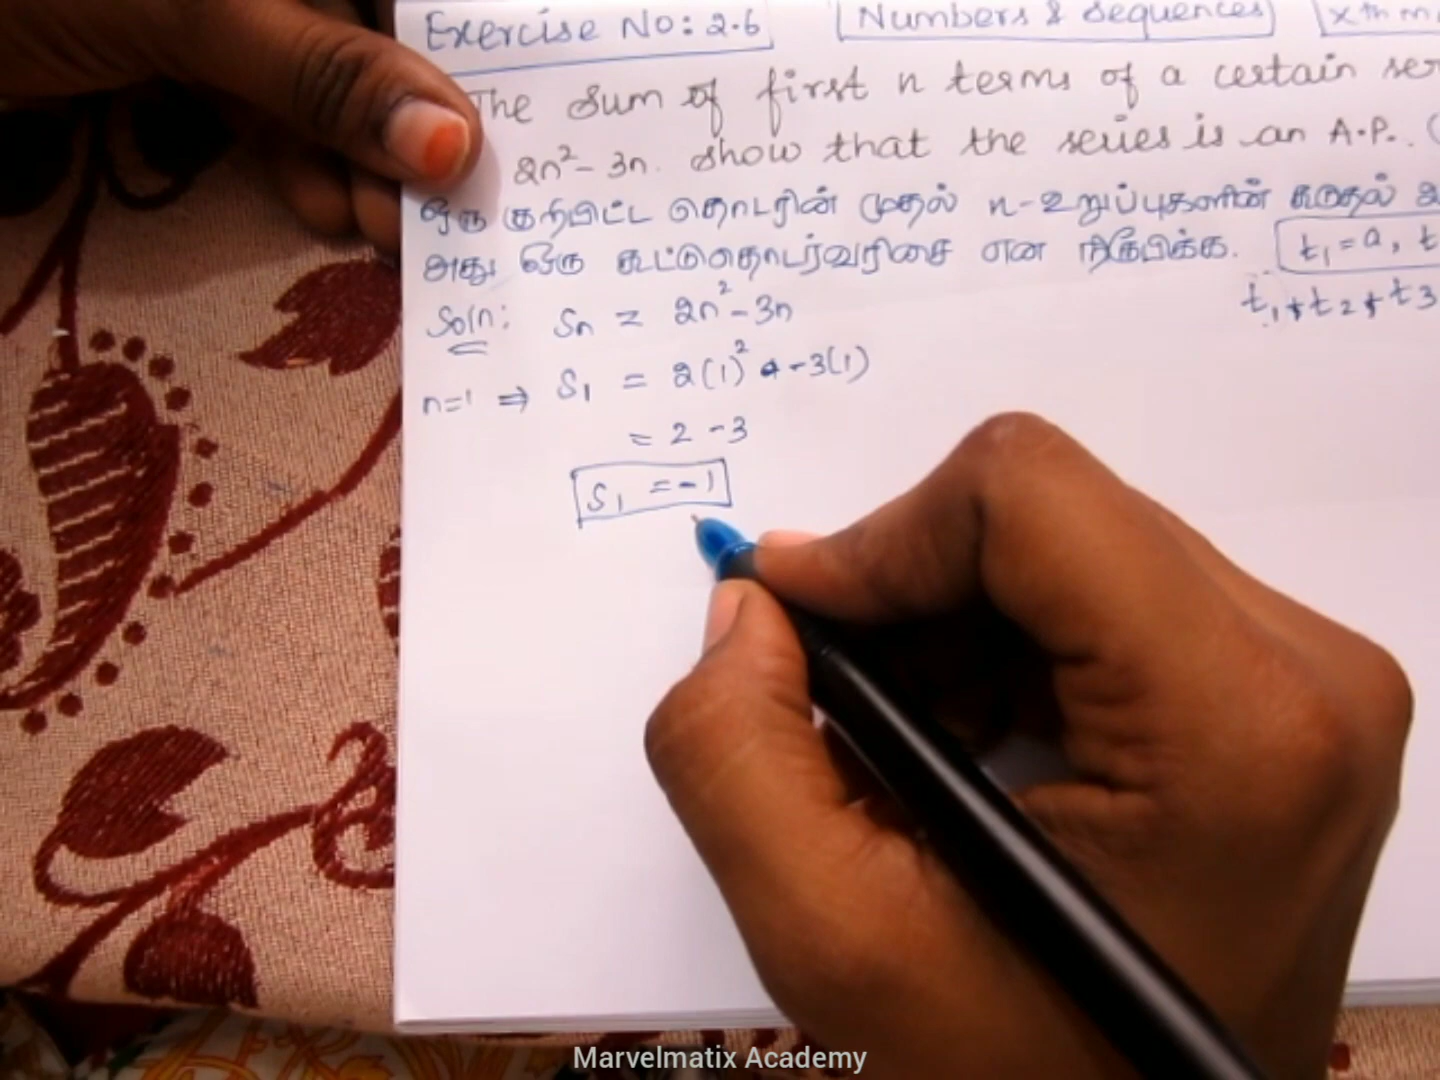 Exercise No: 2.6 Numbers & Sequences Xth
The sum of first n terms of a certain
2n² - 3n. Show that the series is an A.P.
ஒரு குறிப்பிட்ட தொடரின் முதல் n-உறுப்புகளின் கூடுதல்
அது ஒரு கூட்டுதொடர்வரிசை என நிரூபிக்க. t₁ = a, t
Soln: Sn = 2n² - 3n t₁ + t₂ + t₃
n=1 ⇒ S₁ = 2(1)² - 3(1)
= 2 - 3
S₁ = -1
Marvelmatix Academy